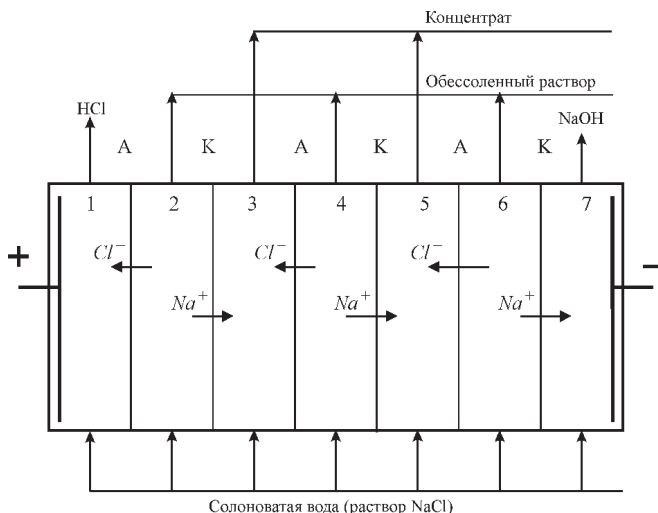 Концентрат
Обессоленный раствор
HCl
NaOH
А К А К А К
1 2 3 4 5 6 7
+ −
Cl⁻ Cl⁻ Cl⁻
Na⁺ Na⁺ Na⁺
Солоноватая вода (раствор NaCl)